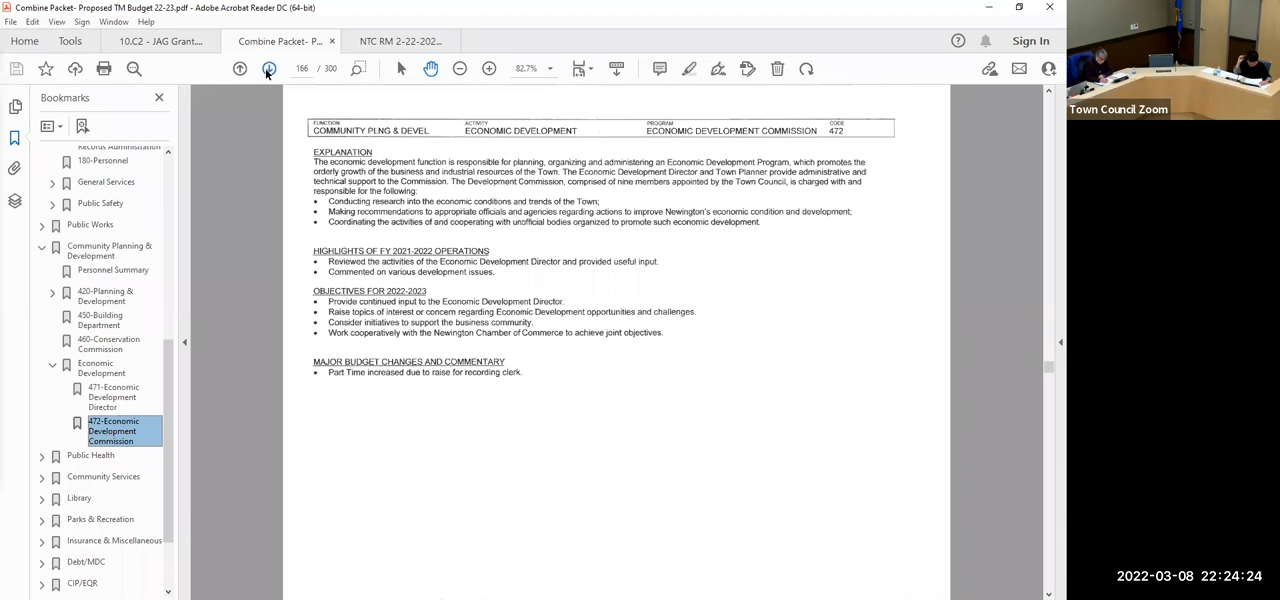 Combine Packet- Proposed TM Budget 22-23.pdf - Adobe Acrobat Reader DC (64-bit)
File Edit View Sign Window Help
Home Tools 10.C2 - JAG Grant... Combine Packet- P... × NTC RM 2-22-202... Sign In
166 / 300 82.7%
Bookmarks
Records Administration
180-Personnel
General Services
Public Safety
Public Works
Community Planning &
Development
Personnel Summary
420-Planning &
Development
450-Building
Department
460-Conservation
Commission
Economic
Development
471-Economic
Development
Director
472-Economic
Development
Commission
Public Health
Community Services
Library
Parks & Recreation
Insurance & Miscellaneous
Debt/MDC
CIP/EQR
FUNCTION ACTIVITY PROGRAM CODE
COMMUNITY PLNG & DEVEL ECONOMIC DEVELOPMENT ECONOMIC DEVELOPMENT COMMISSION 472
EXPLANATION
The economic development function is responsible for planning, organizing and administering an Economic Development Program, which promotes the
orderly growth of the business and industrial resources of the Town. The Economic Development Director and Town Planner provide administrative and
technical support to the Commission. The Development Commission, comprised of nine members appointed by the Town Council, is charged with and
responsible for the following:
• Conducting research into the economic conditions and trends of the Town;
• Making recommendations to appropriate officials and agencies regarding actions to improve Newington's economic condition and development;
• Coordinating the activities of and cooperating with unofficial bodies organized to promote such economic development.
HIGHLIGHTS OF FY 2021-2022 OPERATIONS
• Reviewed the activities of the Economic Development Director and provided useful input.
• Commented on various development issues.
OBJECTIVES FOR 2022-2023
• Provide continued input to the Economic Development Director.
• Raise topics of interest or concern regarding Economic Development opportunities and challenges.
• Consider initiatives to support the business community.
• Work cooperatively with the Newington Chamber of Commerce to achieve joint objectives.
MAJOR BUDGET CHANGES AND COMMENTARY
• Part Time increased due to raise for recording clerk.
Town Council Zoom
2022-03-08 22:24:24